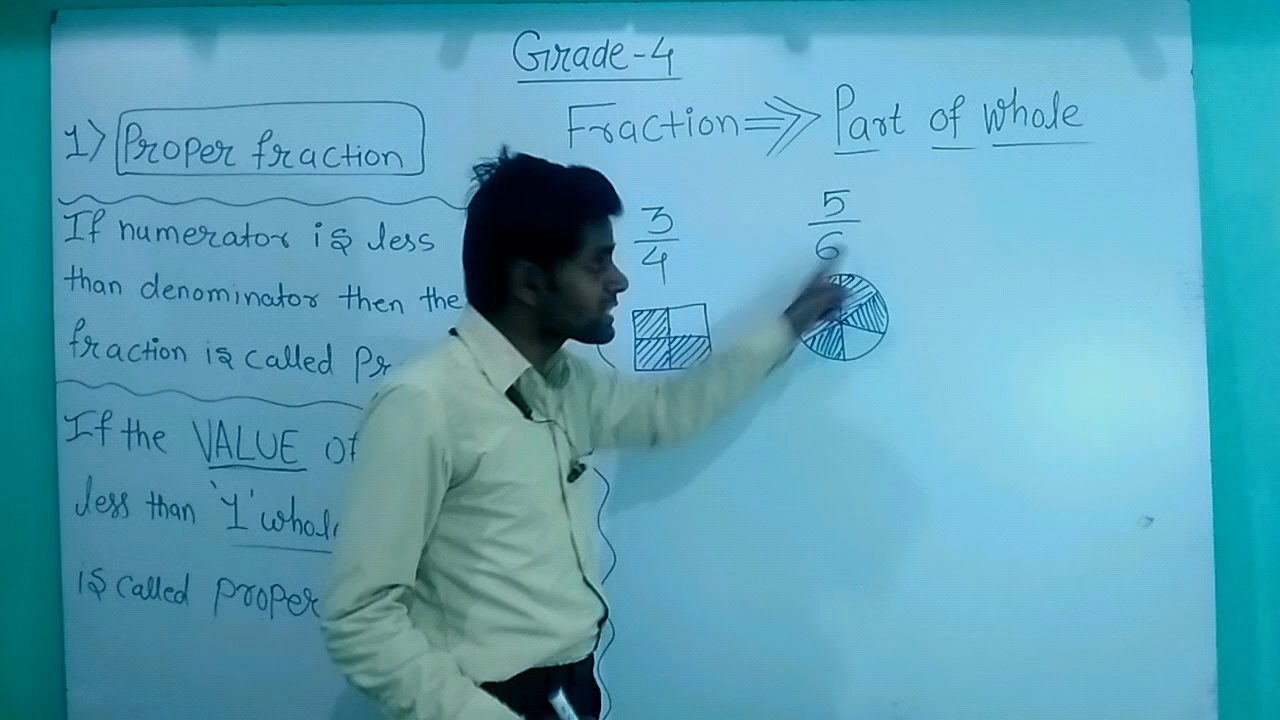 Grade-4
Fraction ⇒> Part of whole
1) Proper fraction
If numerator is less
than denominator then the
fraction is called Pr
If the VALUE of
less than '1' whole
is called proper
3/4
5/6